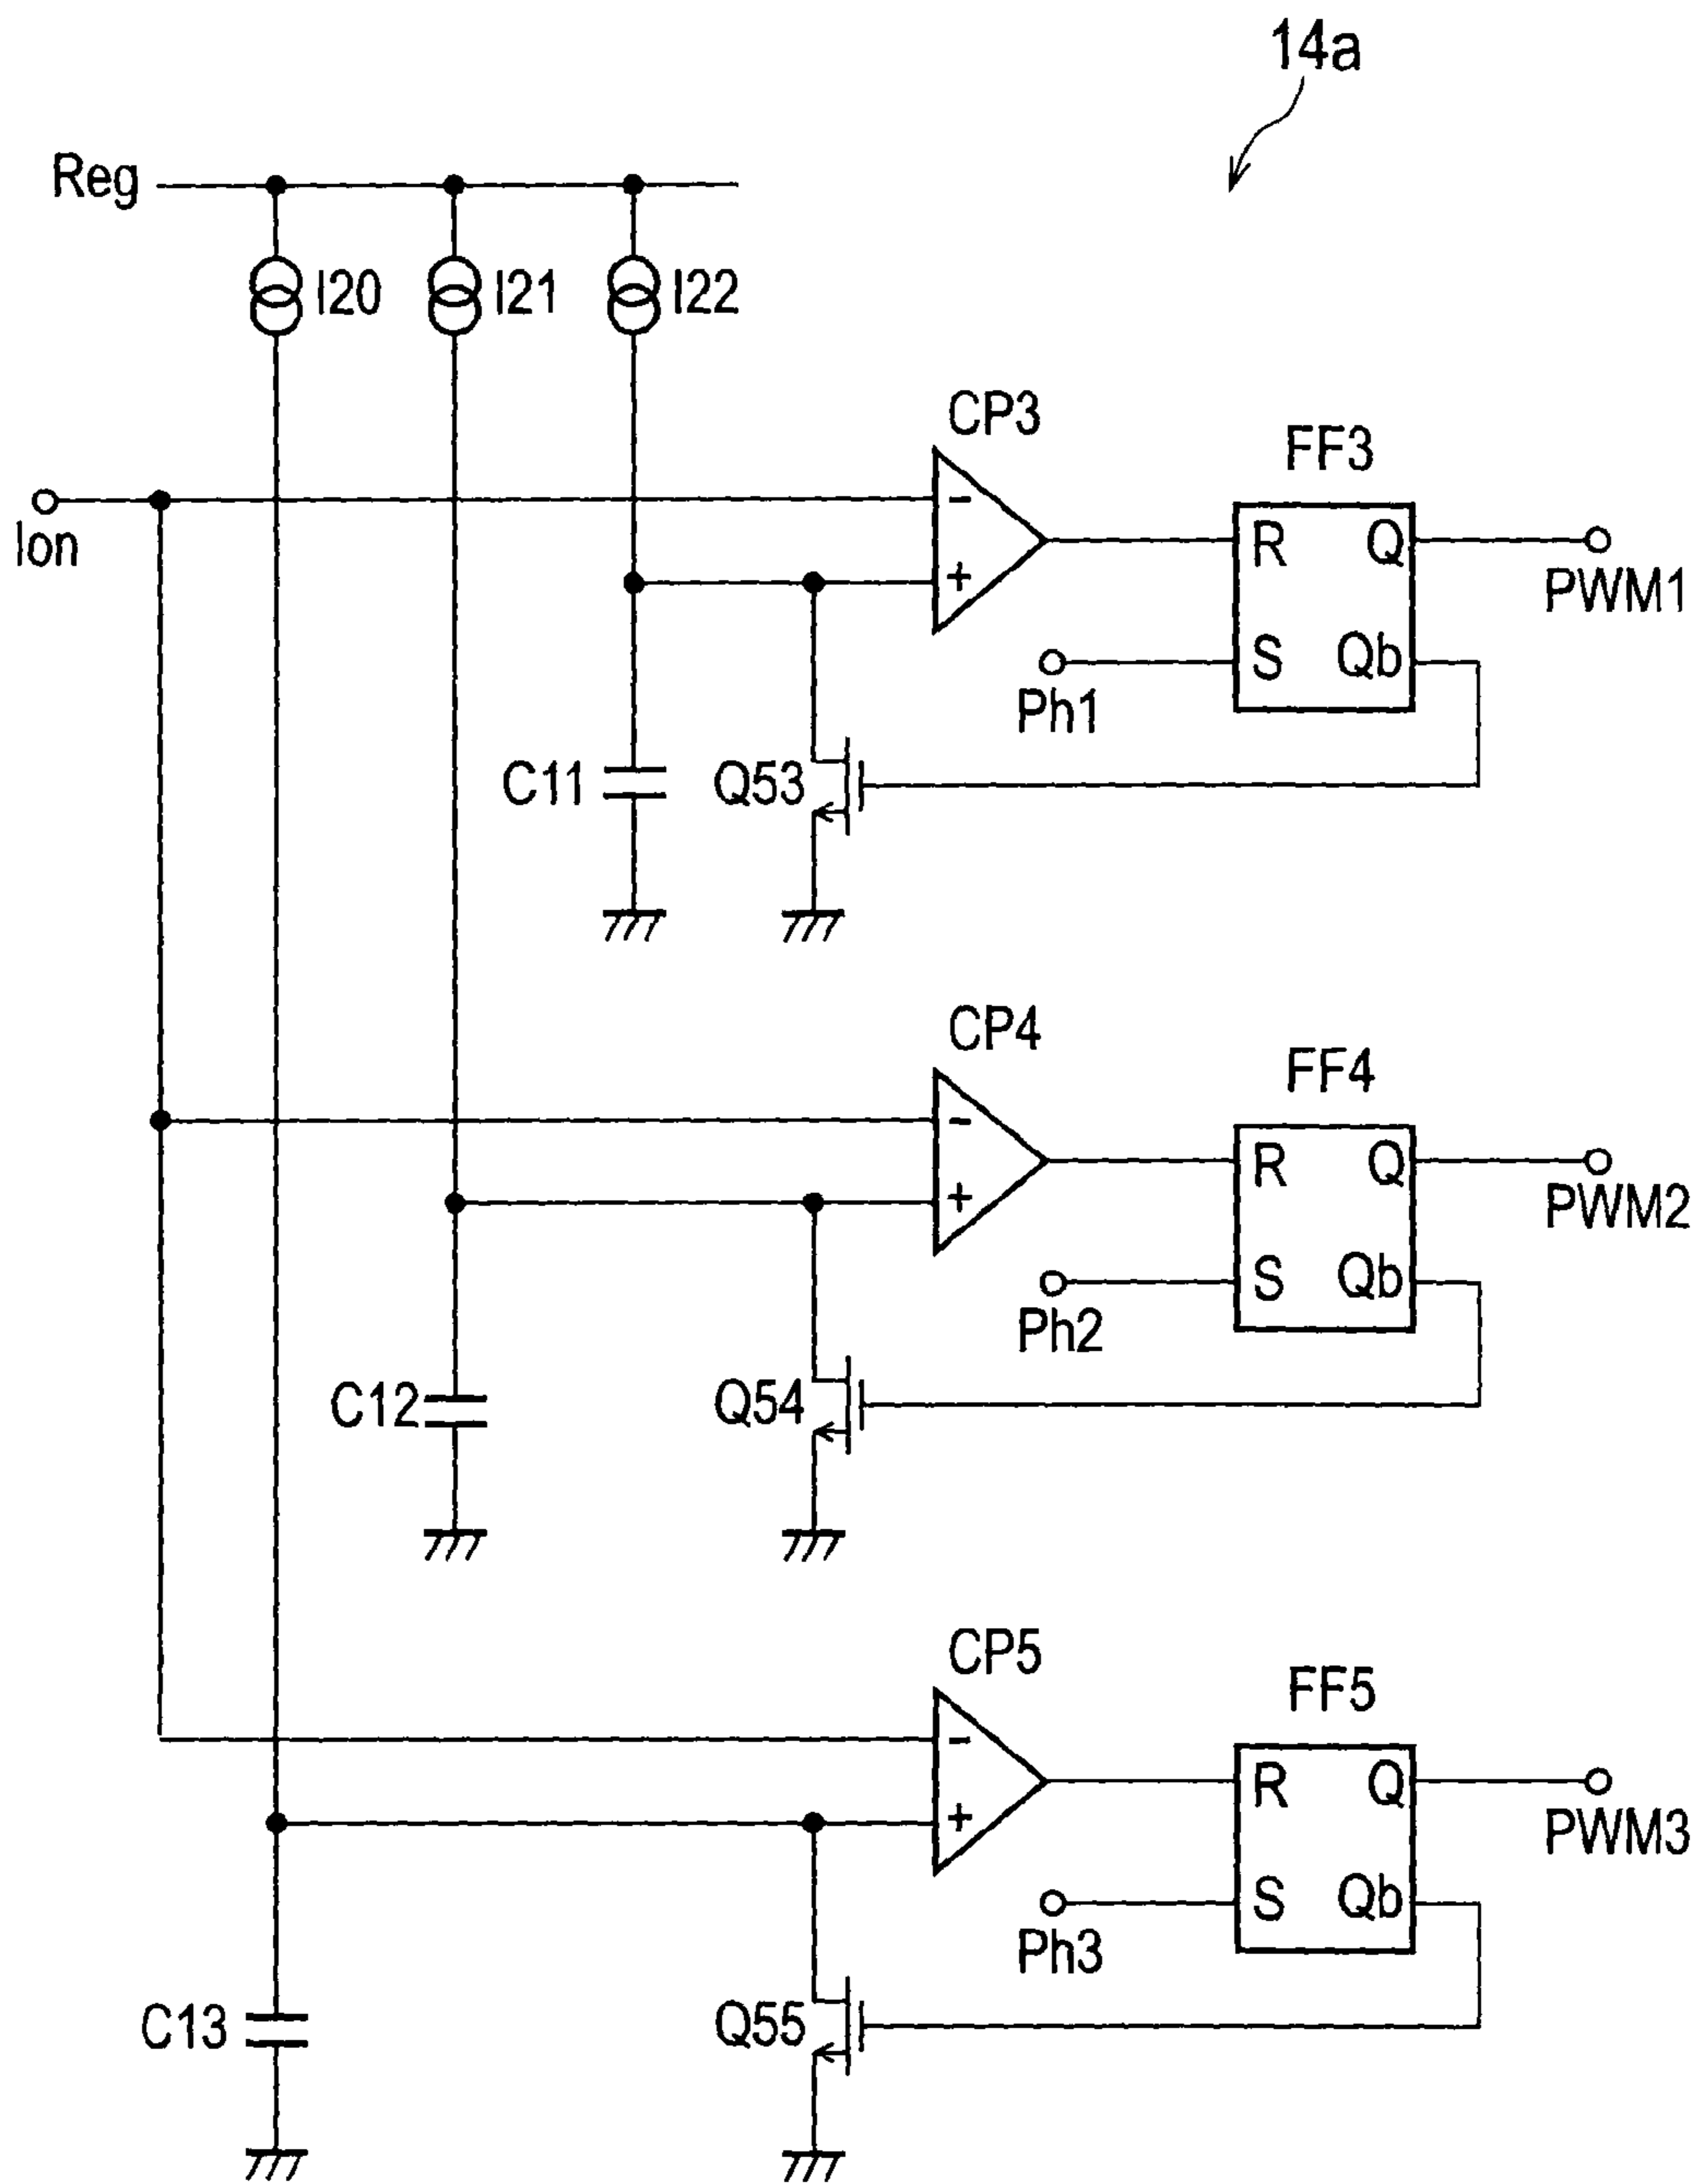 14a
Reg
I20
I21
I22
CP3
FF3
Ion
-
+
R
Q
S
Qb
PWM1
Ph1
C11
Q53
CP4
FF4
-
+
R
Q
S
Qb
PWM2
Ph2
C12
Q54
CP5
FF5
-
+
R
Q
S
Qb
PWM3
Ph3
C13
Q55